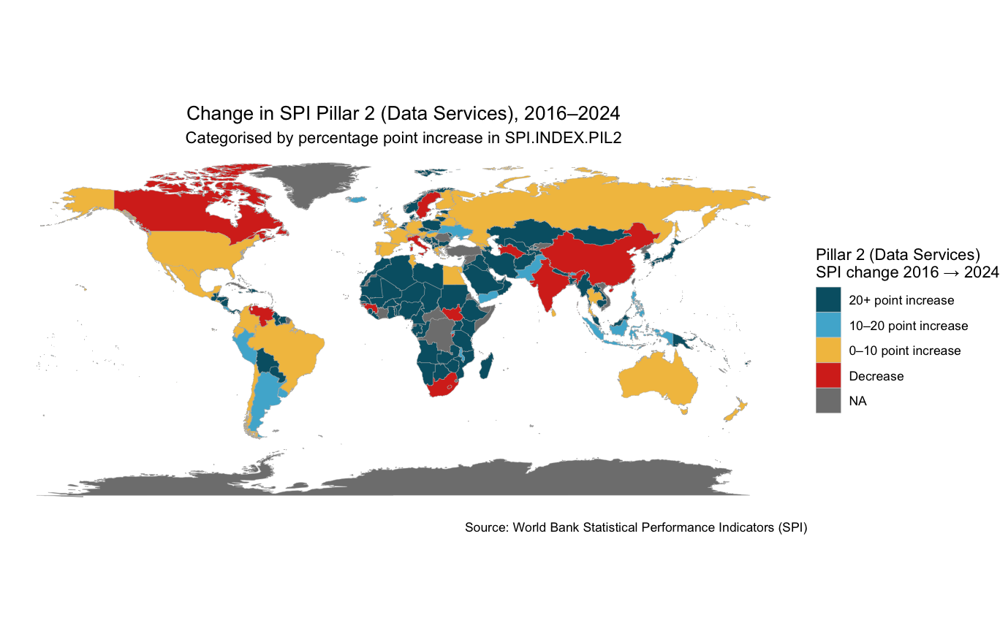 Change in SPI Pillar 2 (Data Services), 2016–2024
Categorised by percentage point increase in SPI.INDEX.PIL2
Pillar 2 (Data Services)
SPI change 2016 → 2024
20+ point increase
10–20 point increase
0–10 point increase
Decrease
NA
Source: World Bank Statistical Performance Indicators (SPI)